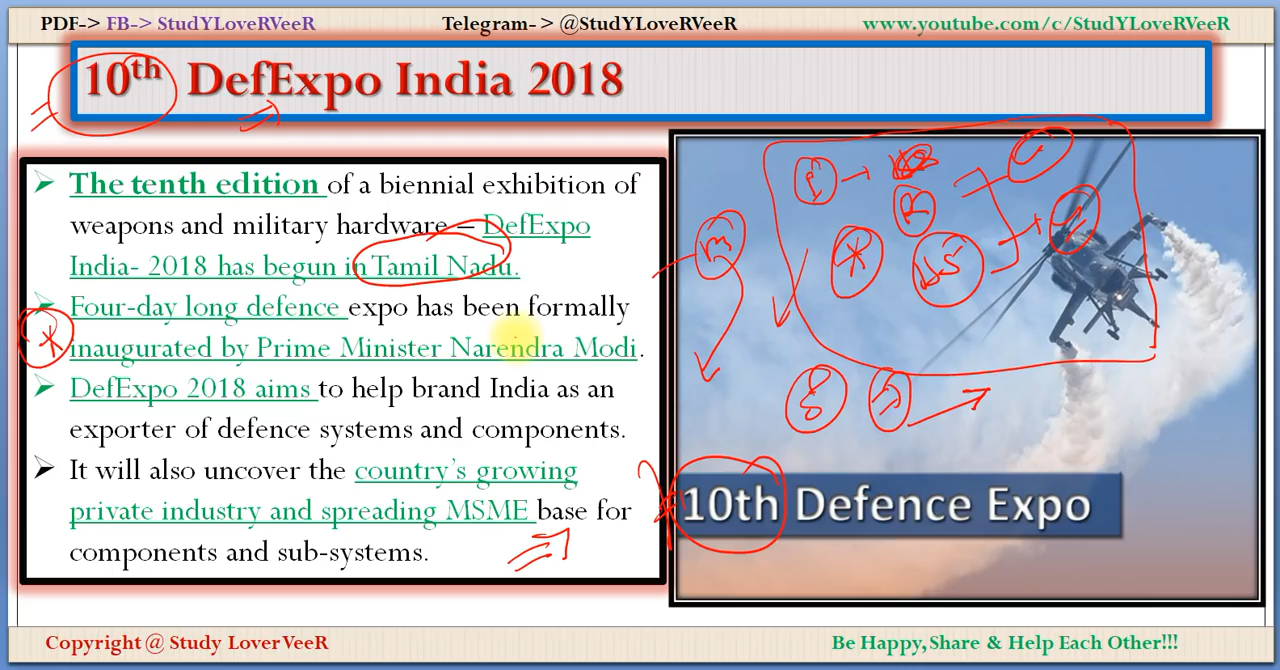 PDF-> FB-> StudYLoveRVeeR Telegram-> @StudYLoveRVeeR www.youtube.com/c/StudYLoveRVeeR
10th DefExpo India 2018
The tenth edition of a biennial exhibition of
weapons and military hardware – DefExpo
India- 2018 has begun in Tamil Nadu.
Four-day long defence expo has been formally
inaugurated by Prime Minister Narendra Modi.
DefExpo 2018 aims to help brand India as an
exporter of defence systems and components.
It will also uncover the country's growing
private industry and spreading MSME base for
components and sub-systems.
10th Defence Expo
Copyright @ Study LoverVeeR Be Happy, Share & Help Each Other!!!